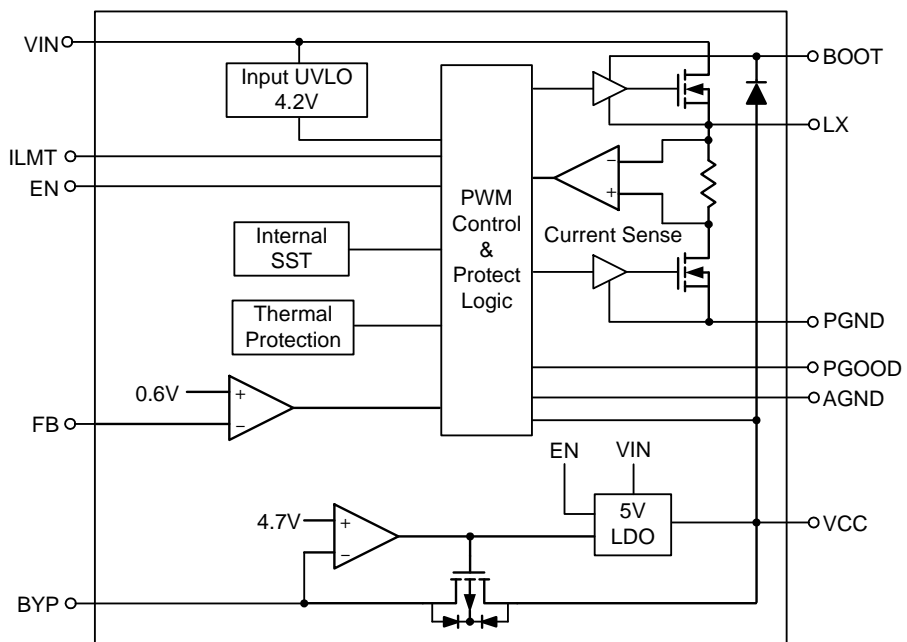 VIN
BOOT
Input UVLO
4.2V
LX
ILMT
EN
−
+
PWM
Control
&
Protect
Logic
Current Sense
Internal
SST
Thermal
Protection
PGND
PGOOD
AGND
0.6V
+
−
FB
EN
VIN
5V
LDO
VCC
4.7V
+
−
BYP